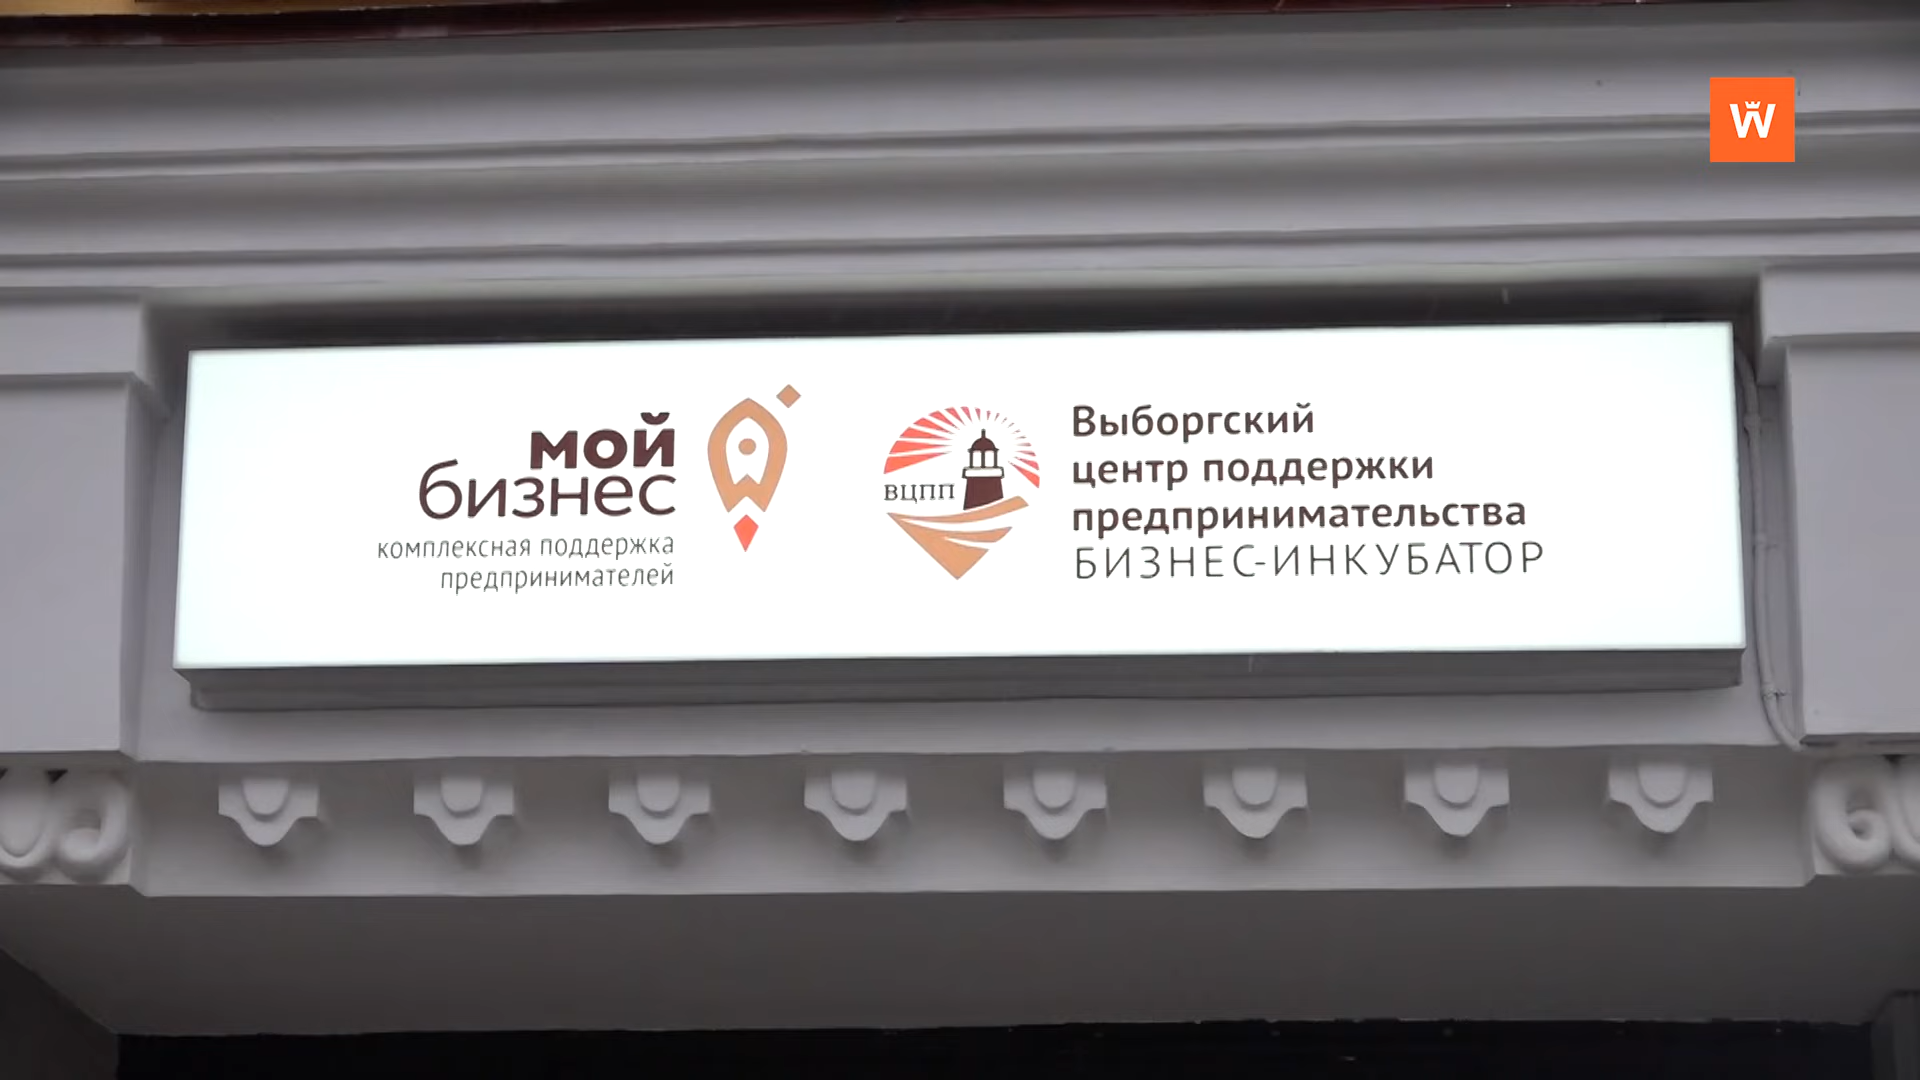 W
мой
бизнес
комплексная поддержка
предпринимателей
ВЦПП
Выборгский
центр поддержки
предпринимательства
БИЗНЕС-ИНКУБАТОР